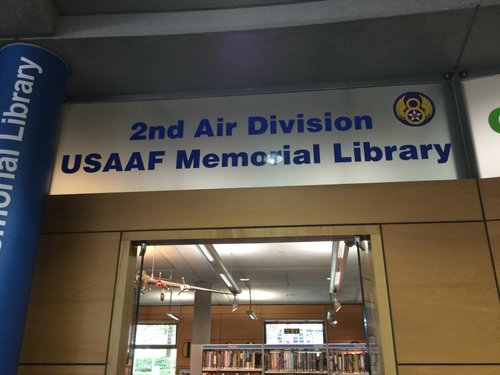 2nd Air Division
USAAF Memorial Library
morial Library